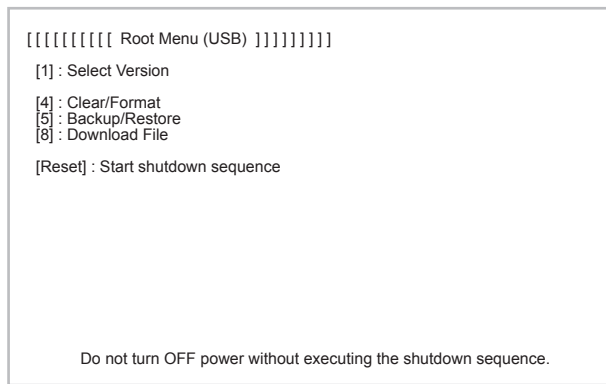 [ [ [ [ [ [ [ [ [ [ Root Menu (USB) ] ] ] ] ] ] ] ] ]
[1] : Select Version
[4] : Clear/Format
[5] : Backup/Restore
[8] : Download File
[Reset] : Start shutdown sequence
Do not turn OFF power without executing the shutdown sequence.